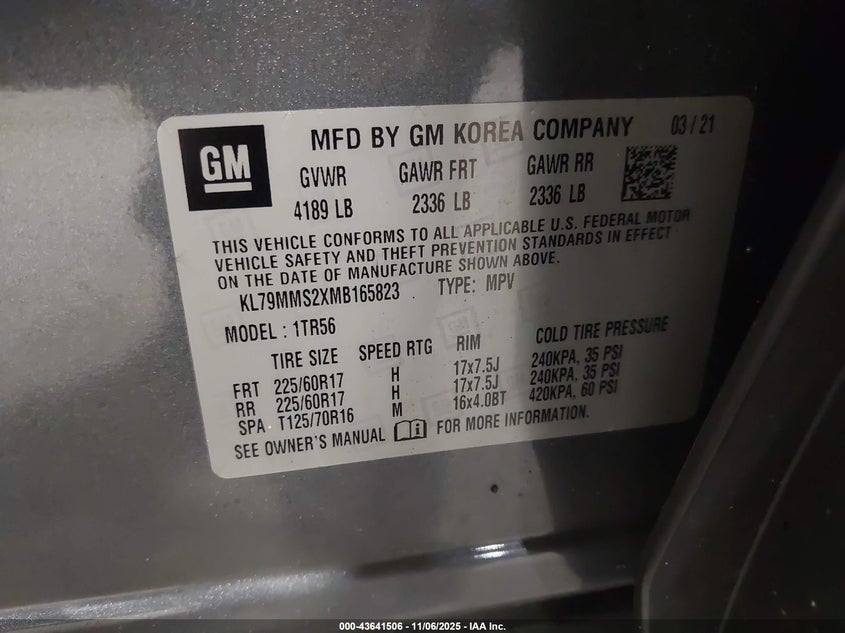 GM
MFD BY GM KOREA COMPANY 03/21
GVWR GAWR FRT GAWR RR
4189 LB 2336 LB 2336 LB
THIS VEHICLE CONFORMS TO ALL APPLICABLE U.S. FEDERAL MOTOR
VEHICLE SAFETY AND THEFT PREVENTION STANDARDS IN EFFECT
ON THE DATE OF MANUFACTURE SHOWN ABOVE.
KL79MMS2XMB165823 TYPE: MPV
MODEL: 1TR56
TIRE SIZE SPEED RTG RIM COLD TIRE PRESSURE
FRT 225/60R17 H 17x7.5J 240KPA, 35 PSI
RR 225/60R17 H 17x7.5J 240KPA, 35 PSI
SPA T125/70R16 M 16x4.0BT 420KPA, 60 PSI
SEE OWNER'S MANUAL FOR MORE INFORMATION.
000-43641506 - 11/06/2025 - IAA Inc.